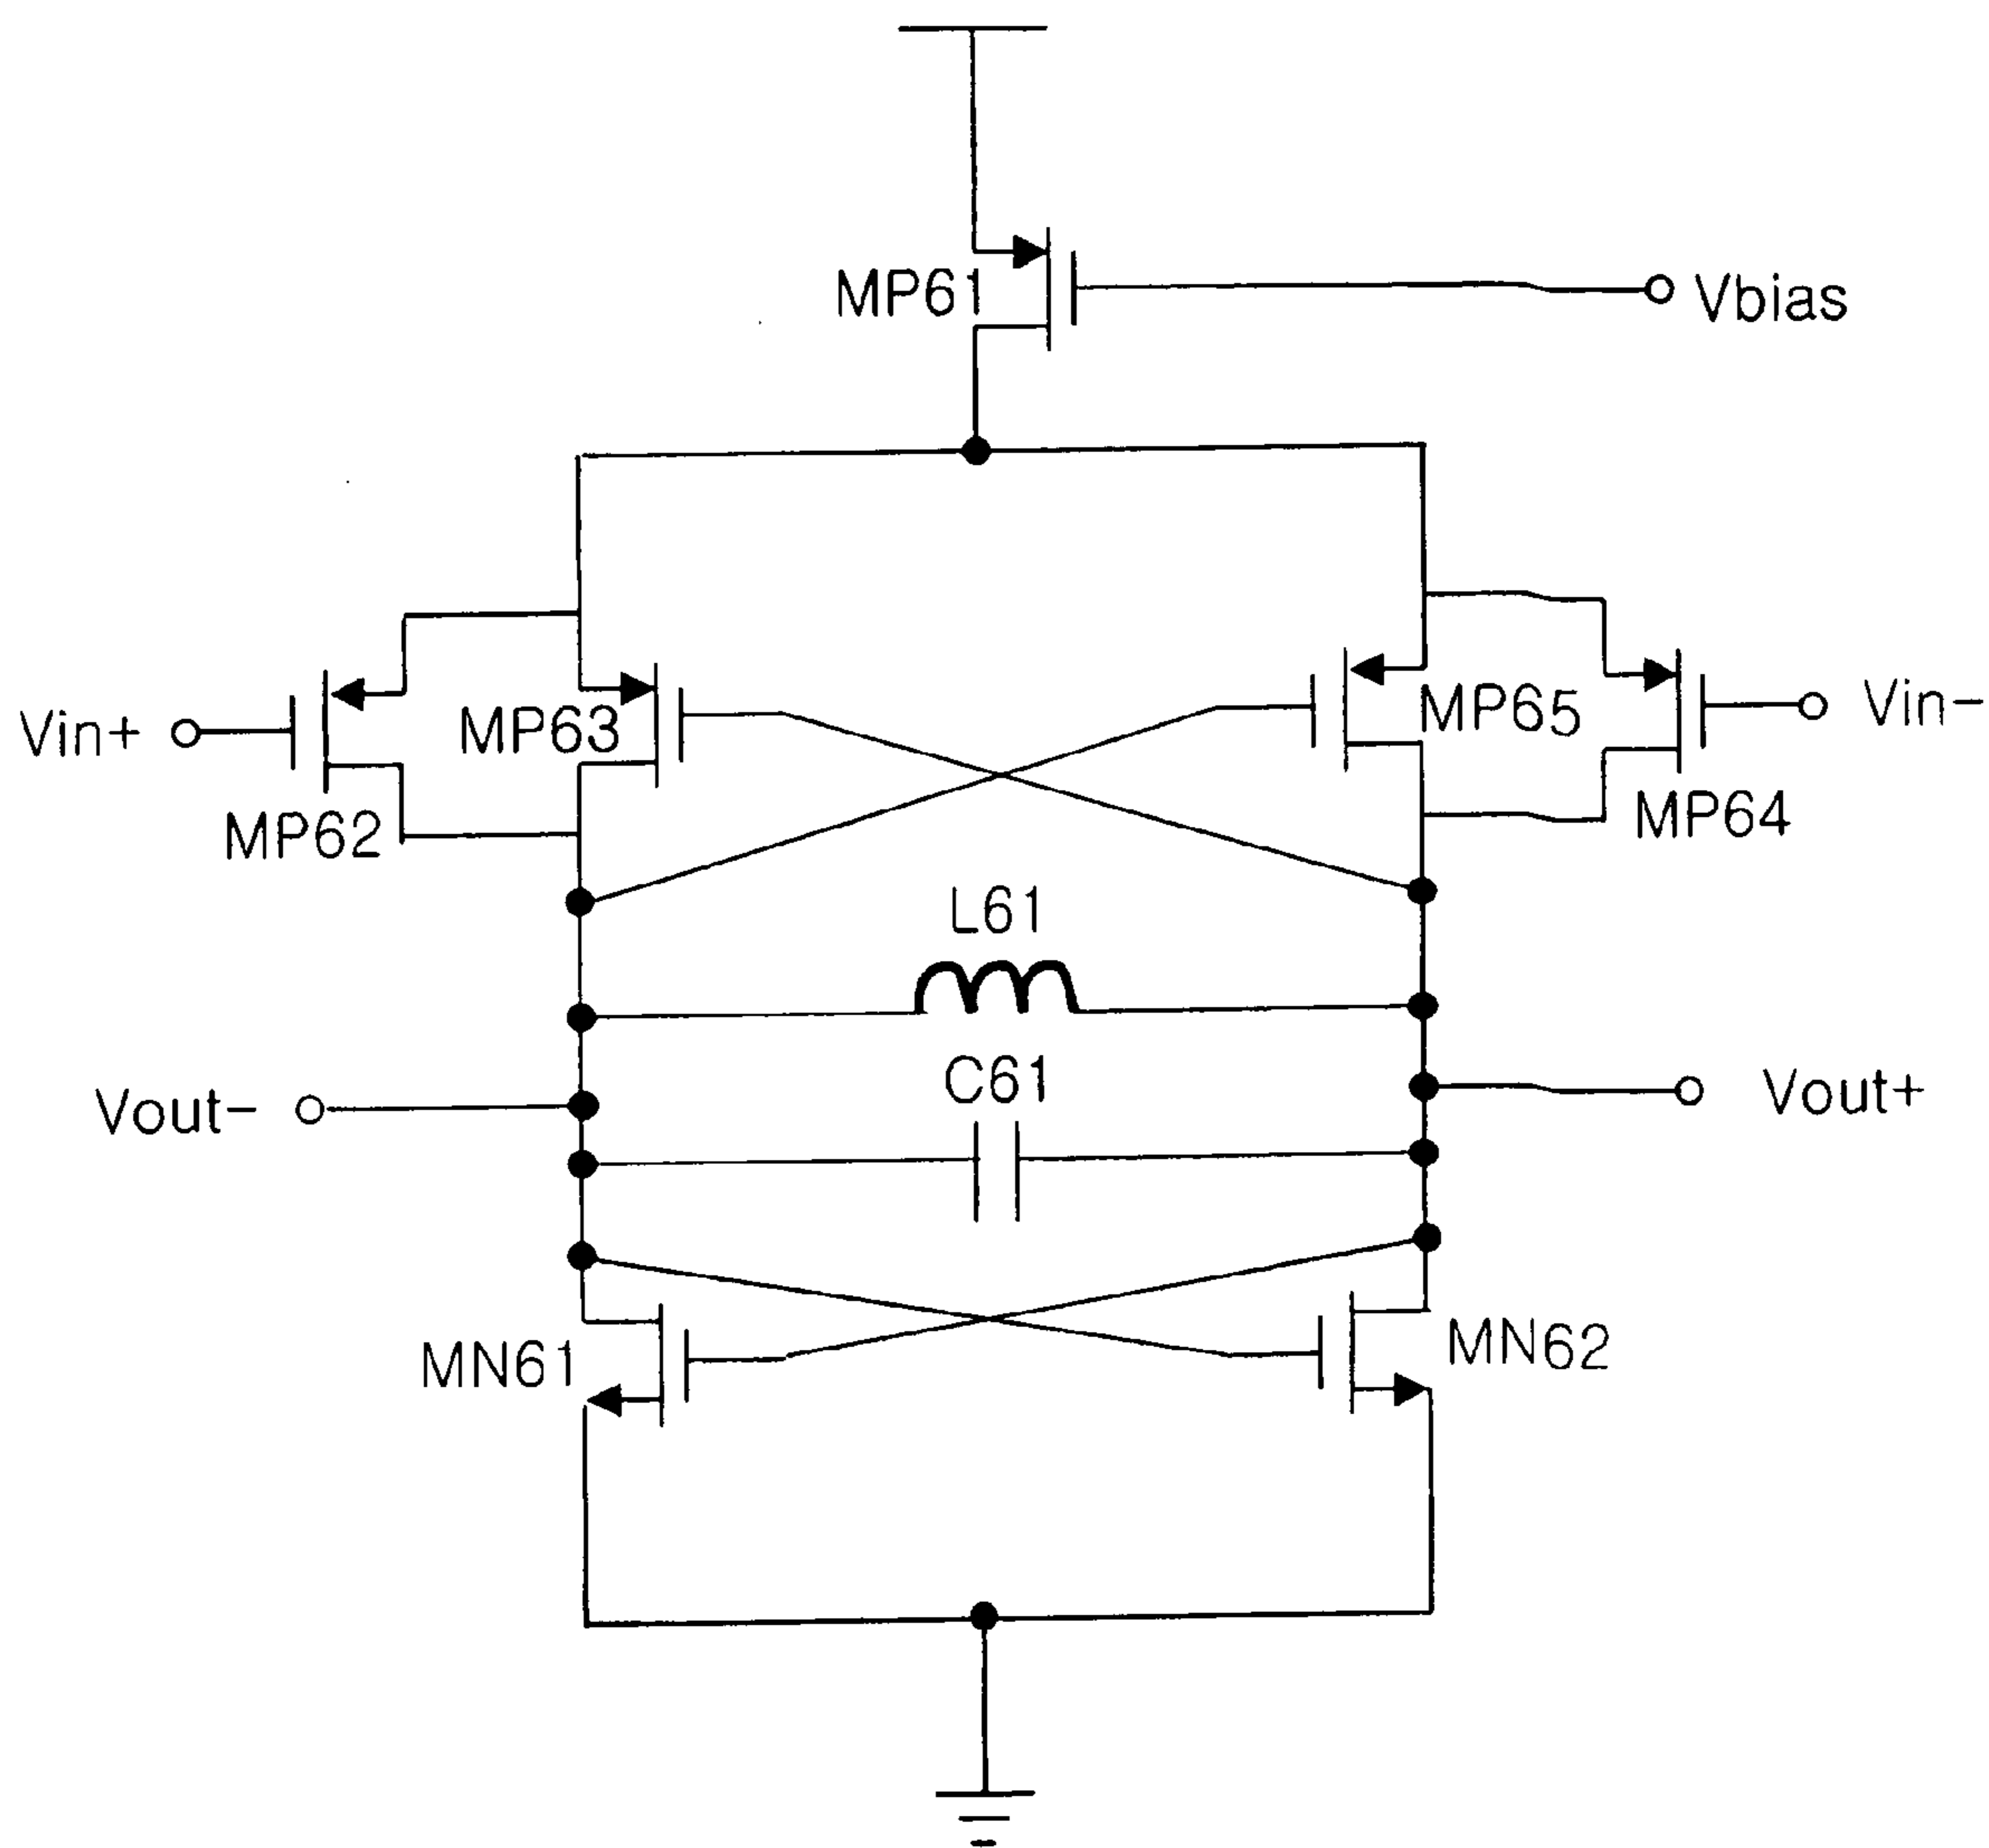 MP61
Vbias
Vin+
MP63
MP65
Vin-
MP62
MP64
L61
C61
Vout-
Vout+
MN61
MN62